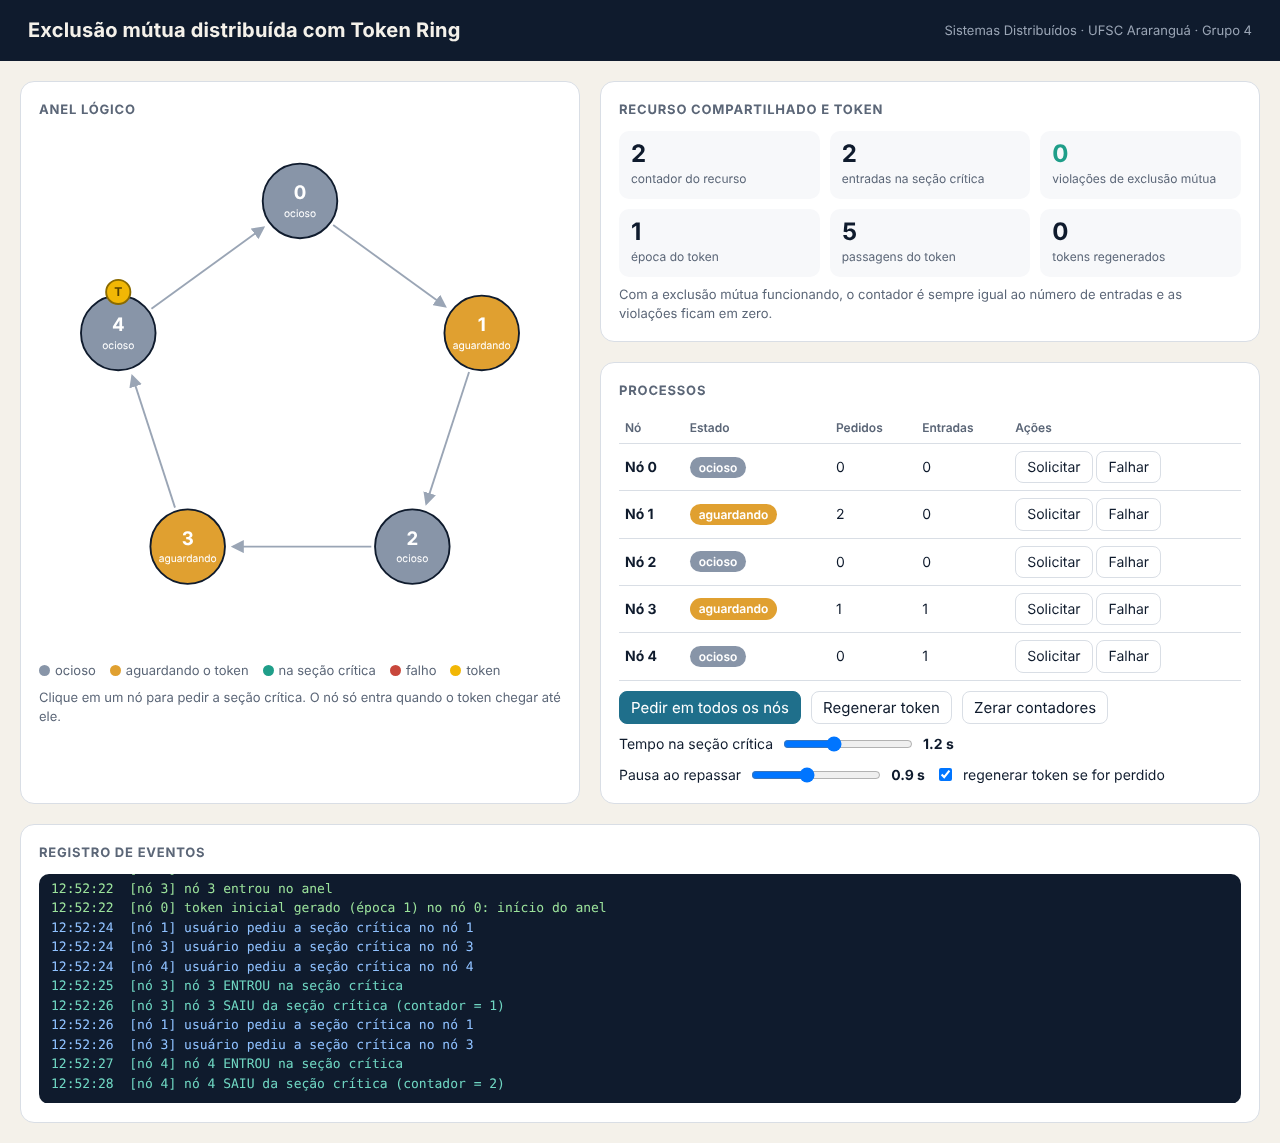 Exclusão mútua distribuída com Token Ring
Sistemas Distribuídos · UFSC Araranguá · Grupo 4
ANEL LÓGICO
0
ocioso
T
4
ocioso
1
aguardando
3
aguardando
2
ocioso
ocioso
aguardando o token
na seção crítica
falho
token
Clique em um nó para pedir a seção crítica. O nó só entra quando o token chegar até
ele.
RECURSO COMPARTILHADO E TOKEN
2
contador do recurso
2
entradas na seção crítica
0
violações de exclusão mútua
1
época do token
5
passagens do token
0
tokens regenerados
Com a exclusão mútua funcionando, o contador é sempre igual ao número de entradas e as
violações ficam em zero.
PROCESSOS
Nó Estado Pedidos Entradas Ações
Nó 0 ocioso 0 0 Solicitar Falhar
Nó 1 aguardando 2 0 Solicitar Falhar
Nó 2 ocioso 0 0 Solicitar Falhar
Nó 3 aguardando 1 1 Solicitar Falhar
Nó 4 ocioso 0 1 Solicitar Falhar
Pedir em todos os nós Regenerar token Zerar contadores
Tempo na seção crítica 1.2 s
Pausa ao repassar 0.9 s regenerar token se for perdido
REGISTRO DE EVENTOS
12:52:22 [nó 3] nó 3 entrou no anel
12:52:22 [nó 0] token inicial gerado (época 1) no nó 0: início do anel
12:52:24 [nó 1] usuário pediu a seção crítica no nó 1
12:52:24 [nó 3] usuário pediu a seção crítica no nó 3
12:52:24 [nó 4] usuário pediu a seção crítica no nó 4
12:52:25 [nó 3] nó 3 ENTROU na seção crítica
12:52:26 [nó 3] nó 3 SAIU da seção crítica (contador = 1)
12:52:26 [nó 1] usuário pediu a seção crítica no nó 1
12:52:26 [nó 3] usuário pediu a seção crítica no nó 3
12:52:27 [nó 4] nó 4 ENTROU na seção crítica
12:52:28 [nó 4] nó 4 SAIU da seção crítica (contador = 2)